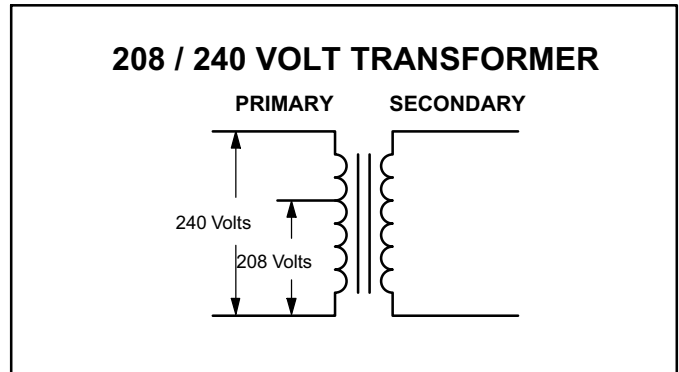 208 / 240 VOLT TRANSFORMER
PRIMARY SECONDARY
240 Volts
208 Volts